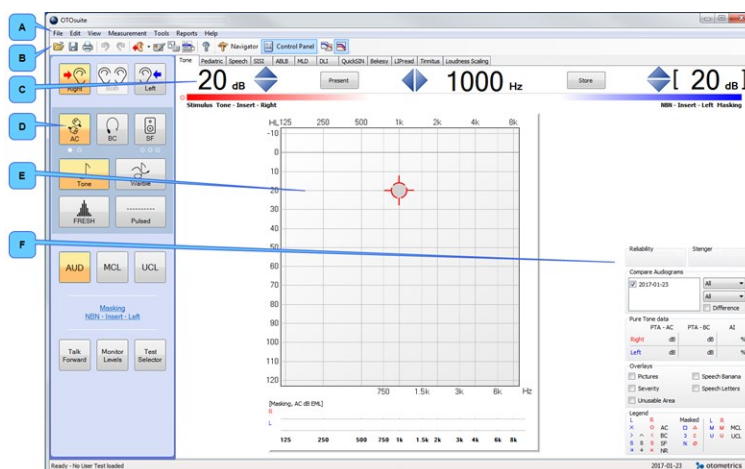 A
B
C
D
E
F
OTOsuite
File Edit View Measurement Tools Reports Help
Navigator Control Panel
Tone Pediatric Speech SISI ABLB MLD DLI QuickSIN Bekesy LIPread Tinnitus Loudness Scaling
Right Both Left
20 dB Present 1000 Hz Store [ 20 dB ]
Stimulus Tone - Insert - Right
NBN - Insert - Left Masking
AC BC SF
Tone Warble
FRESH Pulsed
AUD MCL UCL
Masking
NBN - Insert - Left
Talk Forward
Monitor Levels
Test Selector
HL 125 250 500 1k 2k 4k 8k
-10
0
10
20
30
40
50
60
70
80
90
100
110
120
750 1.5k 3k 6k Hz
[Masking, AC dB EML]
R
L
125 250 500 750 1k 1.5k 2k 3k 4k 6k 8k
Reliability Stenger
Compare Audiograms
2017-01-23 All
All
Difference
Pure Tone data
PTA - AC PTA - BC AI
Right dB dB %
Left dB dB %
Overlays
Pictures Speech Banana
Severity Speech Letters
Unusable Area
Legend
L R Masked L R
AC MCL
BC UCL
SF
NR
Ready - No User Test loaded
2017-01-23 otometrics